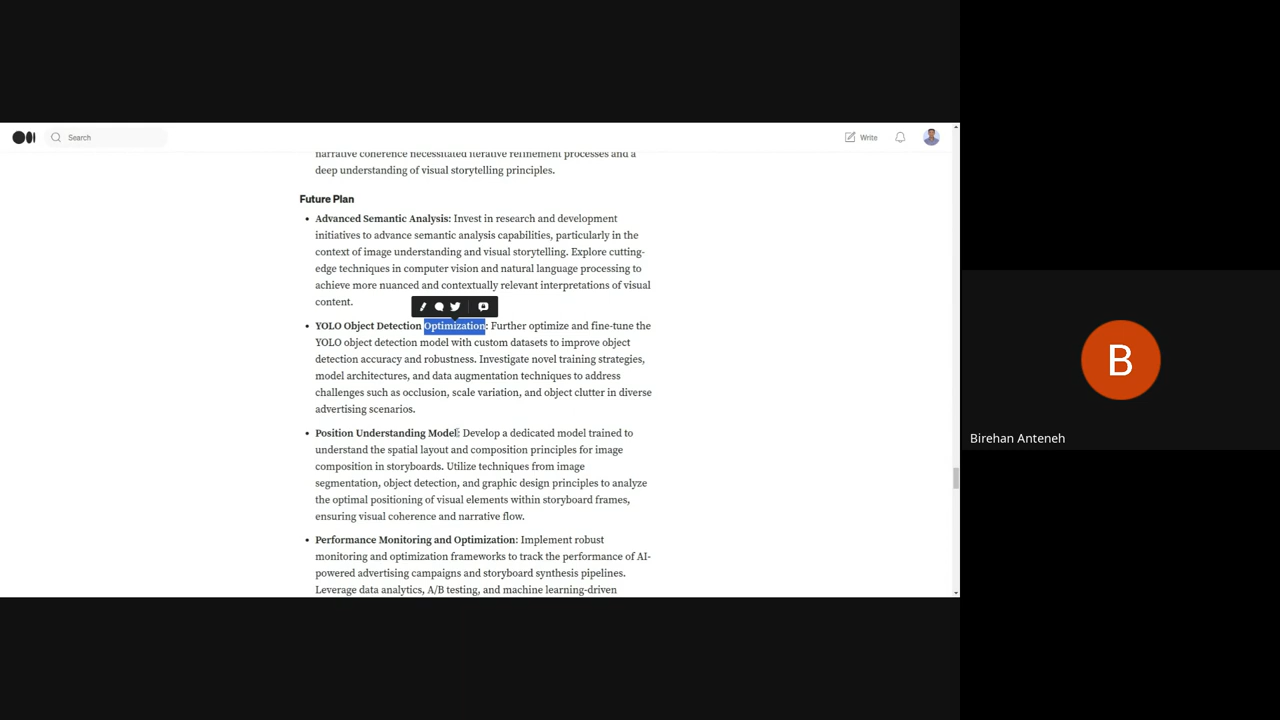 Search
Write
narrative coherence necessitated iterative refinement processes and a
deep understanding of visual storytelling principles.
Future Plan
• Advanced Semantic Analysis: Invest in research and development
initiatives to advance semantic analysis capabilities, particularly in the
context of image understanding and visual storytelling. Explore cutting-
edge techniques in computer vision and natural language processing to
achieve more nuanced and contextually relevant interpretations of visual
content.
• YOLO Object Detection Optimization: Further optimize and fine-tune the
YOLO object detection model with custom datasets to improve object
detection accuracy and robustness. Investigate novel training strategies,
model architectures, and data augmentation techniques to address
challenges such as occlusion, scale variation, and object clutter in diverse
advertising scenarios.
• Position Understanding Model: Develop a dedicated model trained to
understand the spatial layout and composition principles for image
composition in storyboards. Utilize techniques from image
segmentation, object detection, and graphic design principles to analyze
the optimal positioning of visual elements within storyboard frames,
ensuring visual coherence and narrative flow.
• Performance Monitoring and Optimization: Implement robust
monitoring and optimization frameworks to track the performance of AI-
powered advertising campaigns and storyboard synthesis pipelines.
Leverage data analytics, A/B testing, and machine learning-driven
B
Birehan Anteneh